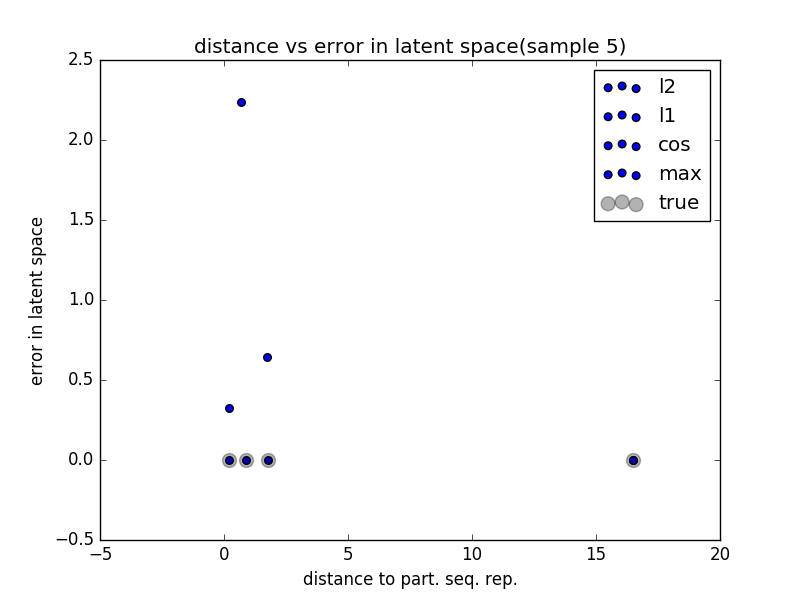 distance vs error in latent space(sample 5)
2.5
2.0
1.5
1.0
0.5
0.0
−0.5
error in latent space
l2
l1
cos
max
true
−5 0 5 10 15 20
distance to part. seq. rep.